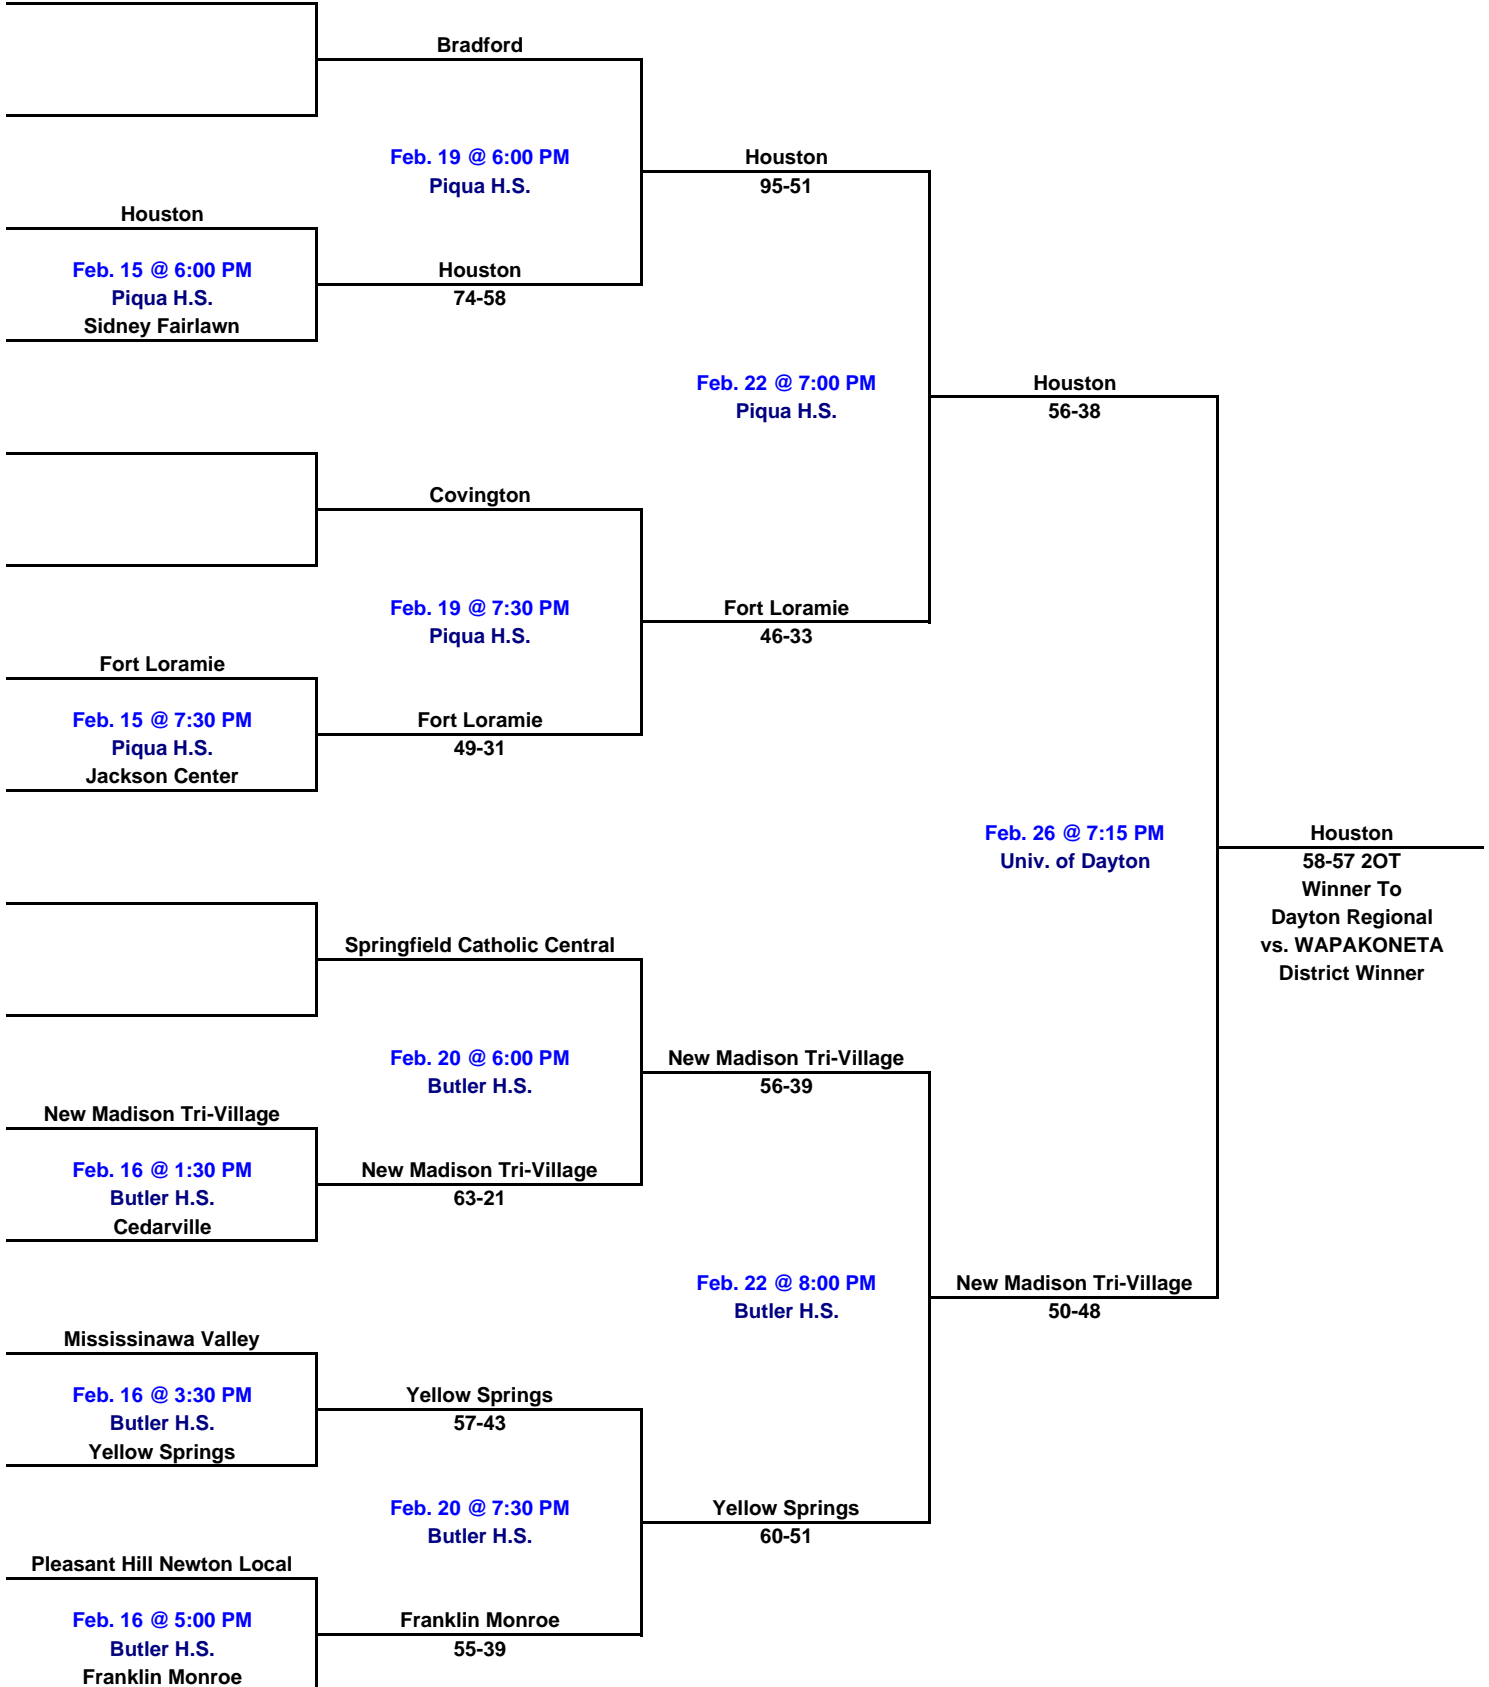 Bradford
Feb. 19 @ 6:00 PM
Houston
Piqua H.S.
95-51
Houston
Feb. 15 @ 6:00 PM
Houston
Piqua H.S.
74-58
Sidney Fairlawn
Feb. 22 @ 7:00 PM
Houston
Piqua H.S.
56-38
Covington
Feb. 19 @ 7:30 PM
Fort Loramie
Piqua H.S.
46-33
Fort Loramie
Feb. 15 @ 7:30 PM
Fort Loramie
Piqua H.S.
49-31
Jackson Center
Feb. 26 @ 7:15 PM
Houston
Univ. of Dayton
58-57 2OT
Winner To
Dayton Regional
Springfield Catholic Central
vs. WAPAKONETA
District Winner
Feb. 20 @ 6:00 PM
New Madison Tri-Village
Butler H.S.
56-39
New Madison Tri-Village
Feb. 16 @ 1:30 PM
New Madison Tri-Village
Butler H.S.
63-21
Cedarville
Feb. 22 @ 8:00 PM
New Madison Tri-Village
Butler H.S.
50-48
Mississinawa Valley
Feb. 16 @ 3:30 PM
Yellow Springs
Butler H.S.
57-43
Yellow Springs
Feb. 20 @ 7:30 PM
Yellow Springs
Butler H.S.
60-51
Pleasant Hill Newton Local
Feb. 16 @ 5:00 PM
Franklin Monroe
Butler H.S.
55-39
Franklin Monroe